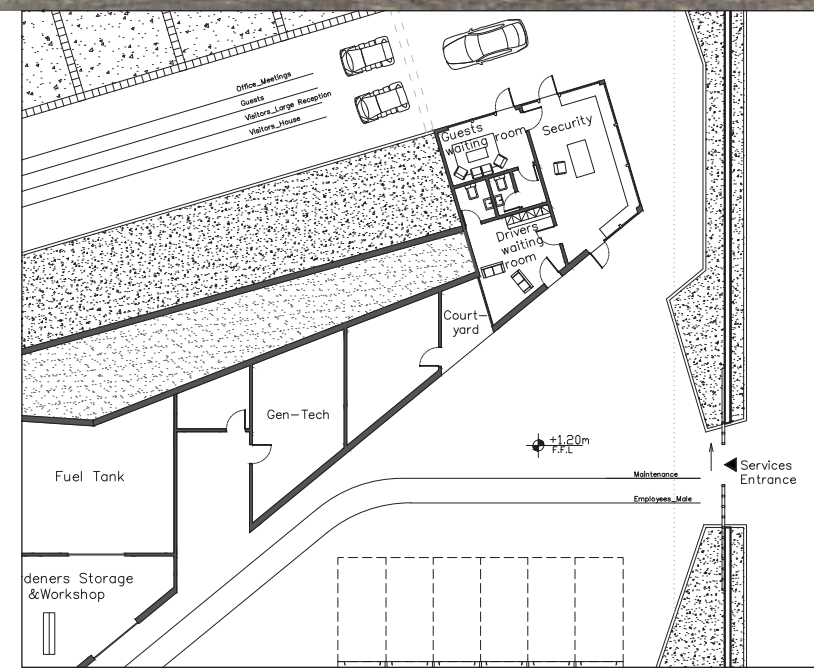 Office_Meetings
Guests
Visitors_Large Reception
Visitors_House
Guests
waiting room
Security
Drivers
waiting
room
Court-
yard
Gen-Tech
+1.20m
F.F.L
Fuel Tank
Maintenance
Services
Entrance
Employees_Male
deners Storage
&Workshop